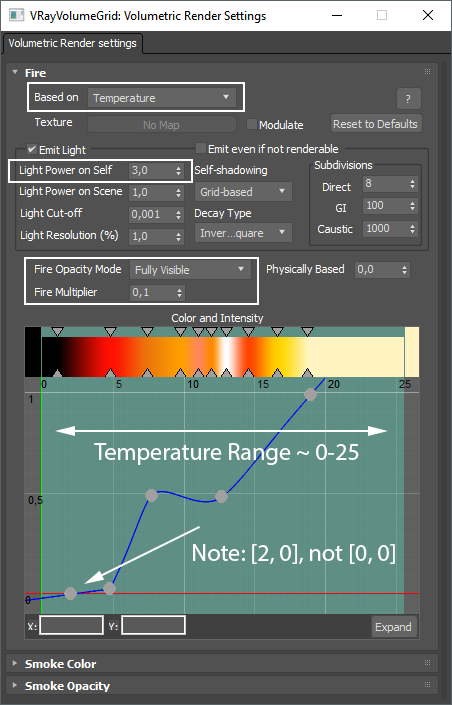 VRayVolumeGrid: Volumetric Render Settings
Volumetric Render settings
Fire
Based on Temperature ?
Texture No Map Modulate Reset to Defaults
Emit Light Emit even if not renderable
Light Power on Self 3,0 Self-shadowing Subdivisions
Light Power on Scene 1,0 Grid-based Direct 8
Light Cut-off 0,001 Decay Type GI 100
Light Resolution (%) 1,0 Inver...quare Caustic 1000
Fire Opacity Mode Fully Visible Physically Based 0,0
Fire Multiplier 0,1
Color and Intensity
0 5 10 15 20 25
1
Temperature Range ~ 0-25
0,5
Note: [2, 0], not [0, 0]
0
X: Y: Expand
Smoke Color
Smoke Opacity